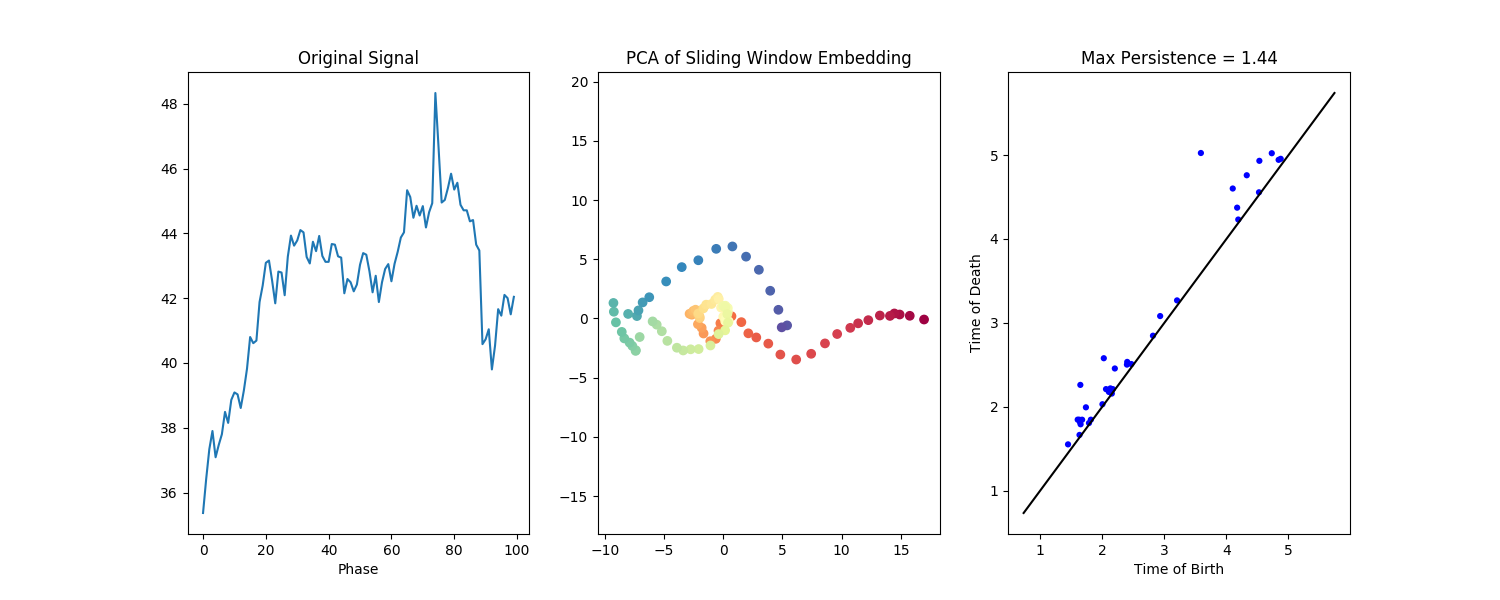 Original Signal
48
46
44
42
40
38
36
0 20 40 60 80 100
Phase
PCA of Sliding Window Embedding
20
15
10
5
0
−5
−10
−15
−10 −5 0 5 10 15
Max Persistence = 1.44
Time of Death
5
4
3
2
1
1 2 3 4 5
Time of Birth